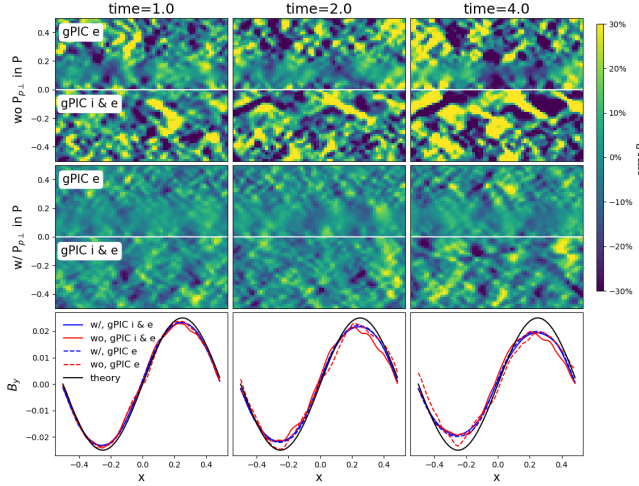 time=1.0 time=2.0 time=4.0
wo P_{p⊥} in P
gPIC e
gPIC i & e
0.4
0.2
0.0
−0.2
−0.4
30%
20%
10%
0%
−10%
−20%
−30%
w/ P_{p⊥} in P
gPIC e
gPIC i & e
0.4
0.2
0.0
−0.2
−0.4
B_y
0.02
0.01
0.00
−0.01
−0.02
w/, gPIC i & e
wo, gPIC i & e
w/, gPIC e
wo, gPIC e
theory
−0.4 −0.2 0.0 0.2 0.4 −0.4 −0.2 0.0 0.2 0.4 −0.4 −0.2 0.0 0.2 0.4
x x x